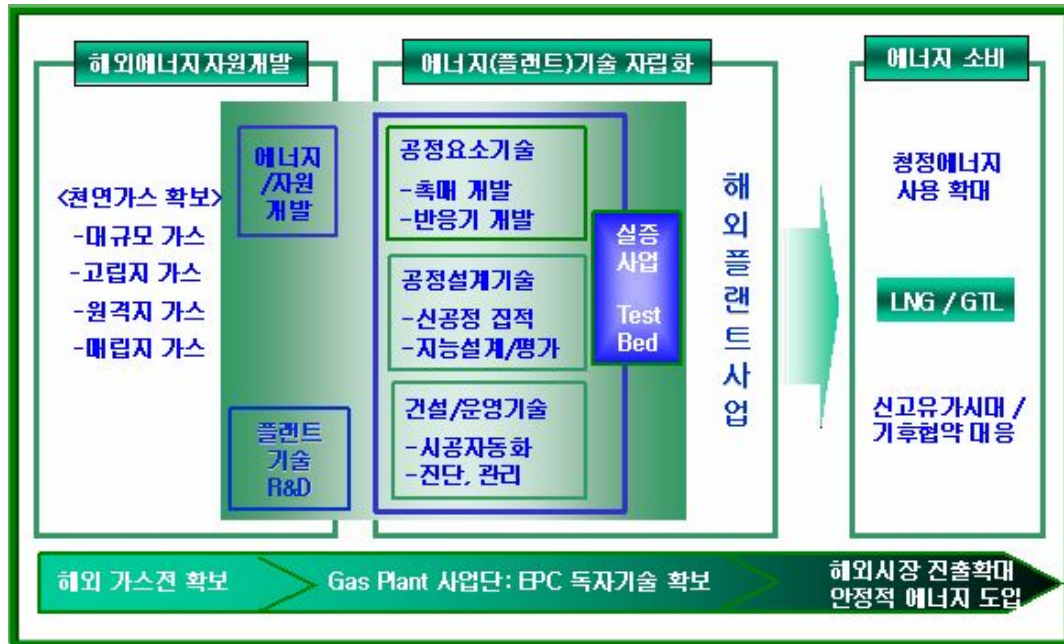 해외에너지자원개발
에너지(플랜트)기술 자립화
에너지 소비
<천연가스 확보>
-대규모 가스
-고립지 가스
-원격지 가스
-매립지 가스
에너지
/자원
개발
플랜트
기술
R&D
공정요소기술
-촉매 개발
-반응기 개발
공정설계기술
-신공정 집적
-지능설계/평가
건설/운영기술
-시공자동화
-진단, 관리
실증
사업
Test
Bed
해
외
플
랜
트
사
업
청정에너지
사용 확대
LNG / GTL
신고유가시대 /
기후협약 대응
해외 가스전 확보
Gas Plant 사업단: EPC 독자기술 확보
해외시장 진출확대
안정적 에너지 도입